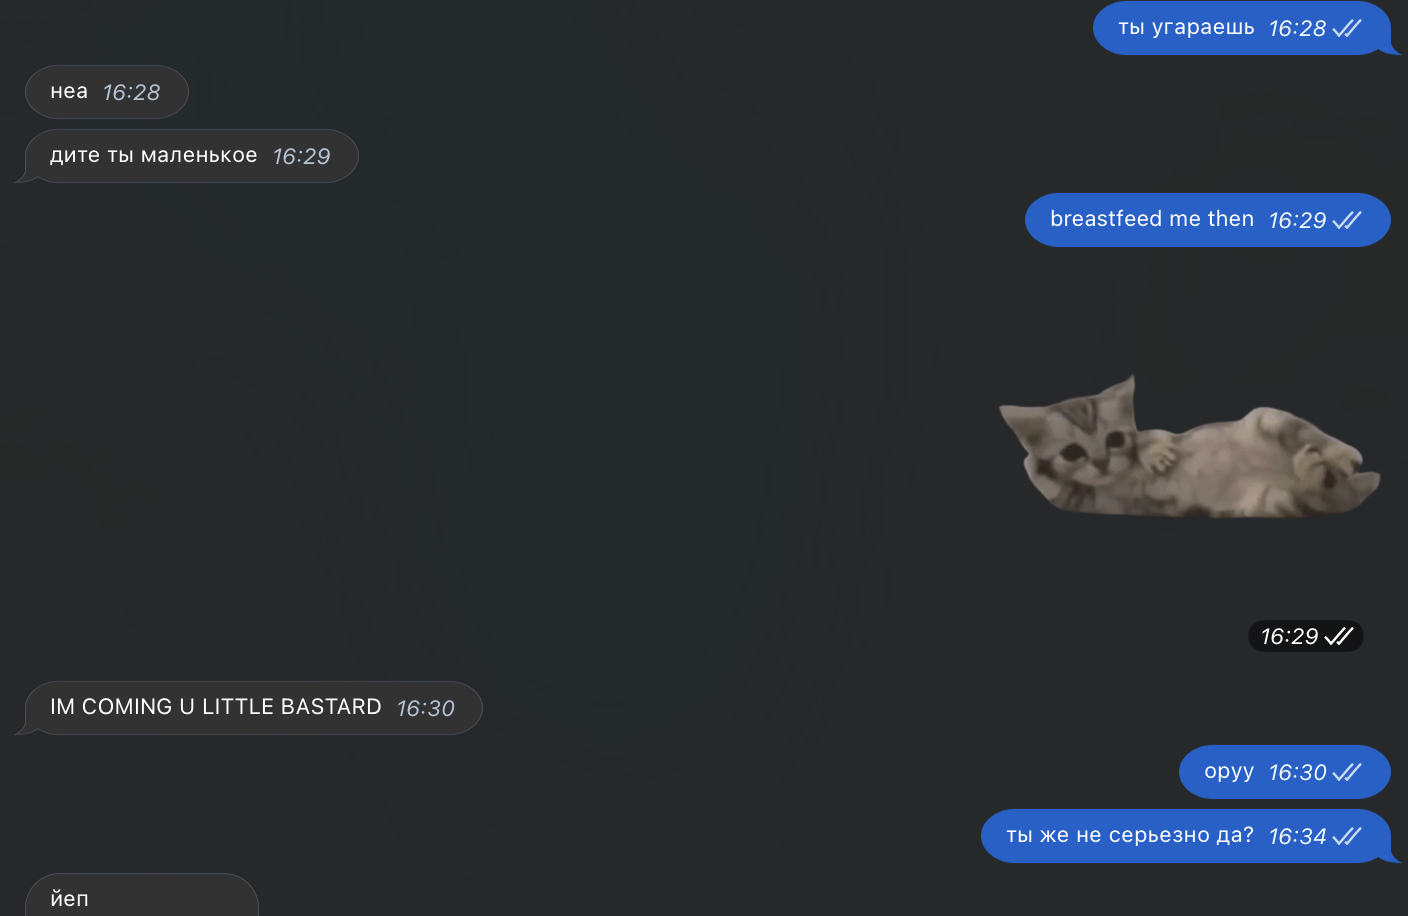 ты угараешь 16:28
неа 16:28
дите ты маленькое 16:29
breastfeed me then 16:29
16:29
IM COMING U LITTLE BASTARD 16:30
оруу 16:30
ты же не серьезно да? 16:34
йеп